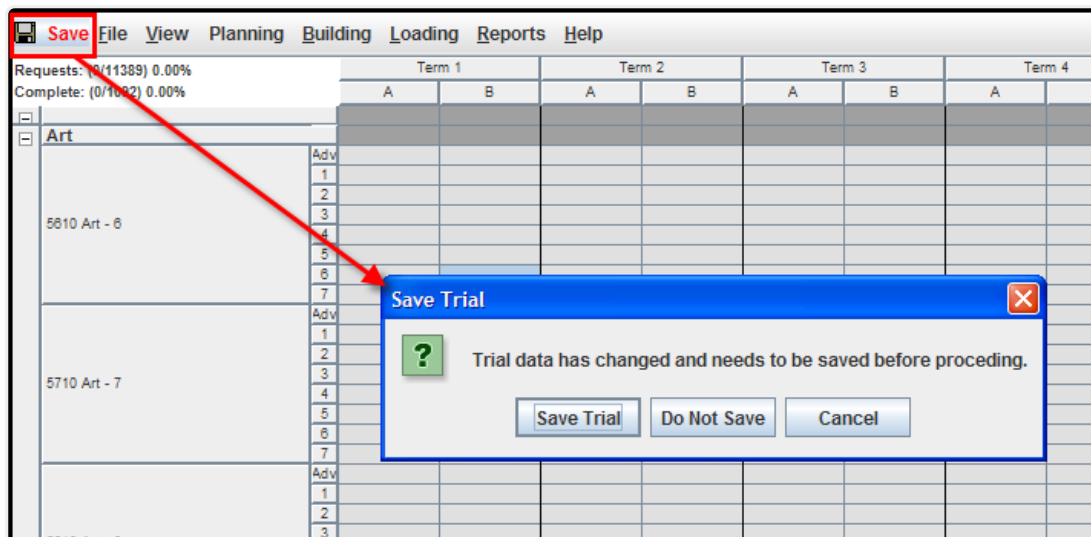 Save File View Planning Building Loading Reports Help
Requests: (0/11389) 0.00%
Complete: 0.00%
Term 1 Term 2 Term 3 Term 4
A B A B A B A
Art
5610 Art - 6
Adv
1
2
3
4
5
6
7
5710 Art - 7
Adv
1
2
3
4
5
6
7
Adv
1
2
3
Save Trial
Trial data has changed and needs to be saved before proceding.
Save Trial Do Not Save Cancel